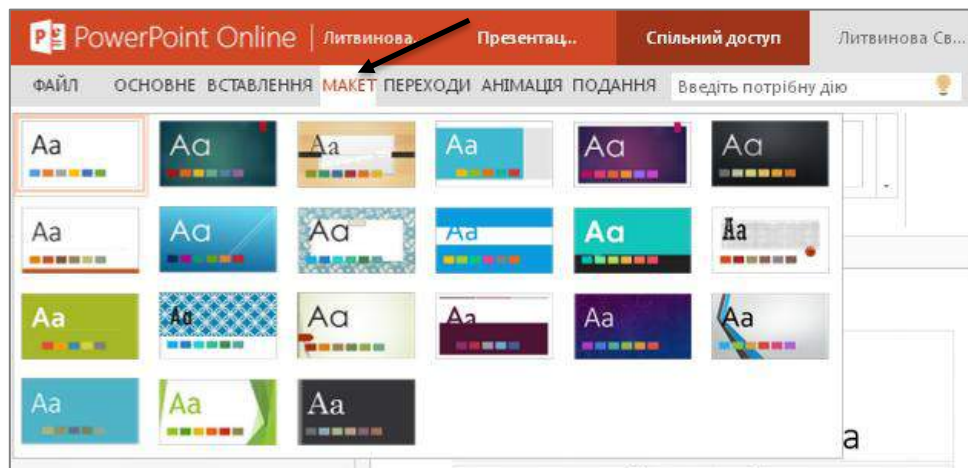 PowerPoint Online | Литвинова... Презентац... Спільний доступ Литвинова Св...
ФАЙЛ ОСНОВНЕ ВСТАВЛЕННЯ МАКЕТ ПЕРЕХОДИ АНІМАЦІЯ ПОДАННЯ Введіть потрібну дію
Aa Aa Aa Aa Aa Aa
Aa Aa Aa Aa Aa Aa
Aa Aa Aa Aa Aa Aa
Aa Aa Aa
а